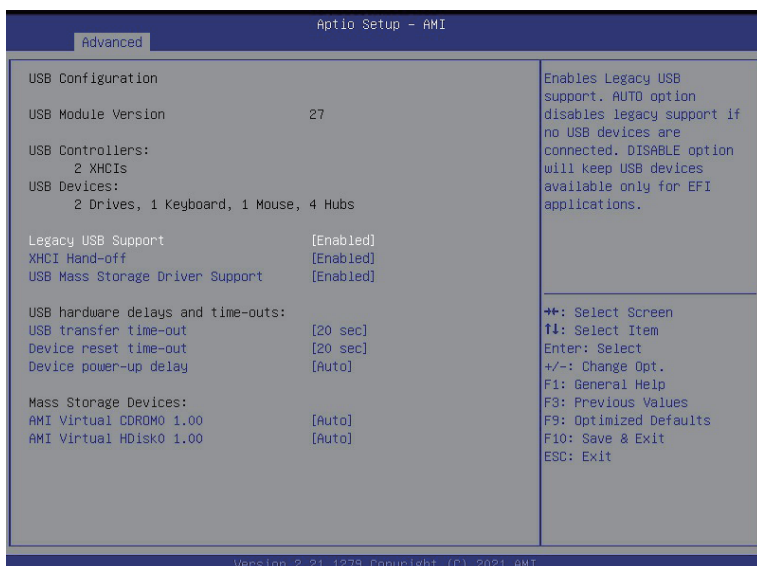 Aptio Setup – AMI
Advanced
USB Configuration
USB Module Version 27
USB Controllers:
2 XHCIs
USB Devices:
2 Drives, 1 Keyboard, 1 Mouse, 4 Hubs
Legacy USB Support [Enabled]
XHCI Hand-off [Enabled]
USB Mass Storage Driver Support [Enabled]
USB hardware delays and time-outs:
USB transfer time-out [20 sec]
Device reset time-out [20 sec]
Device power-up delay [Auto]
Mass Storage Devices:
AMI Virtual CDROM0 1.00 [Auto]
AMI Virtual HDisk0 1.00 [Auto]
Enables Legacy USB
support. AUTO option
disables legacy support if
no USB devices are
connected. DISABLE option
will keep USB devices
available only for EFI
applications.
→←: Select Screen
↑↓: Select Item
Enter: Select
+/-: Change Opt.
F1: General Help
F3: Previous Values
F9: Optimized Defaults
F10: Save & Exit
ESC: Exit
Version 2.21.1279 Copyright (C) 2021 AMI